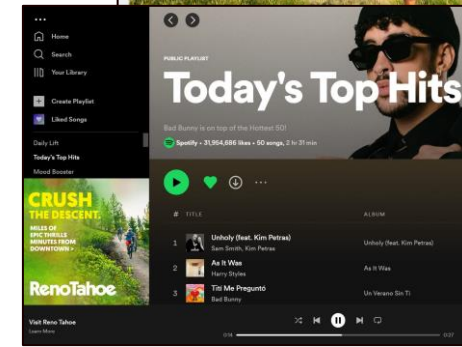 Home
Search
Your Library
Create Playlist
Liked Songs
Daily Lift
Today's Top Hits
Mood Booster
CRUSH
THE DESCENT.
MILES OF
EPIC THRILLS
MINUTES FROM
DOWNTOWN >
RenoTahoe
Visit Reno Tahoe
Learn More
PUBLIC PLAYLIST
Today's Top Hits
Bad Bunny is on top of the Hottest 50!
Spotify • 31,954,686 likes • 50 songs, 2 hr 31 min
# TITLE ALBUM
1 Unholy (feat. Kim Petras) Unholy (feat. Kim Petras)
Sam Smith, Kim Petras
2 As It Was As It Was
Harry Styles
3 Tití Me Preguntó Un Verano Sin Ti
Bad Bunny
0:14 0:37